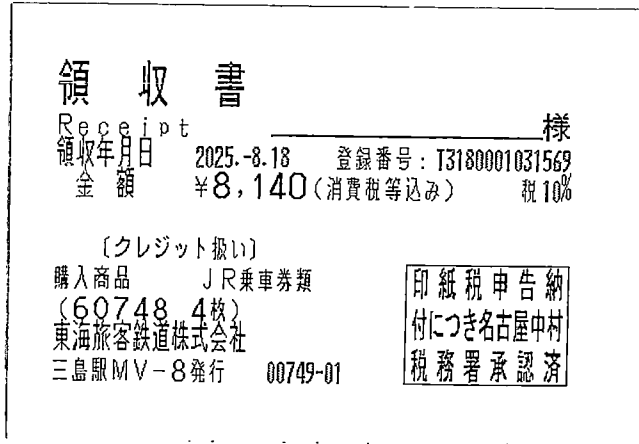 領収書
Receipt
様
領収年月日 2025.-8.18 登録番号:T3180001031569
金額 ¥8,140(消費税等込み) 税10%
〔クレジット扱い〕
購入商品 JR乗車券類
(60748 4枚)
東海旅客鉄道株式会社
三島駅MV-8発行 00749-01
印紙税申告納
付につき名古屋中村
税務署承認済